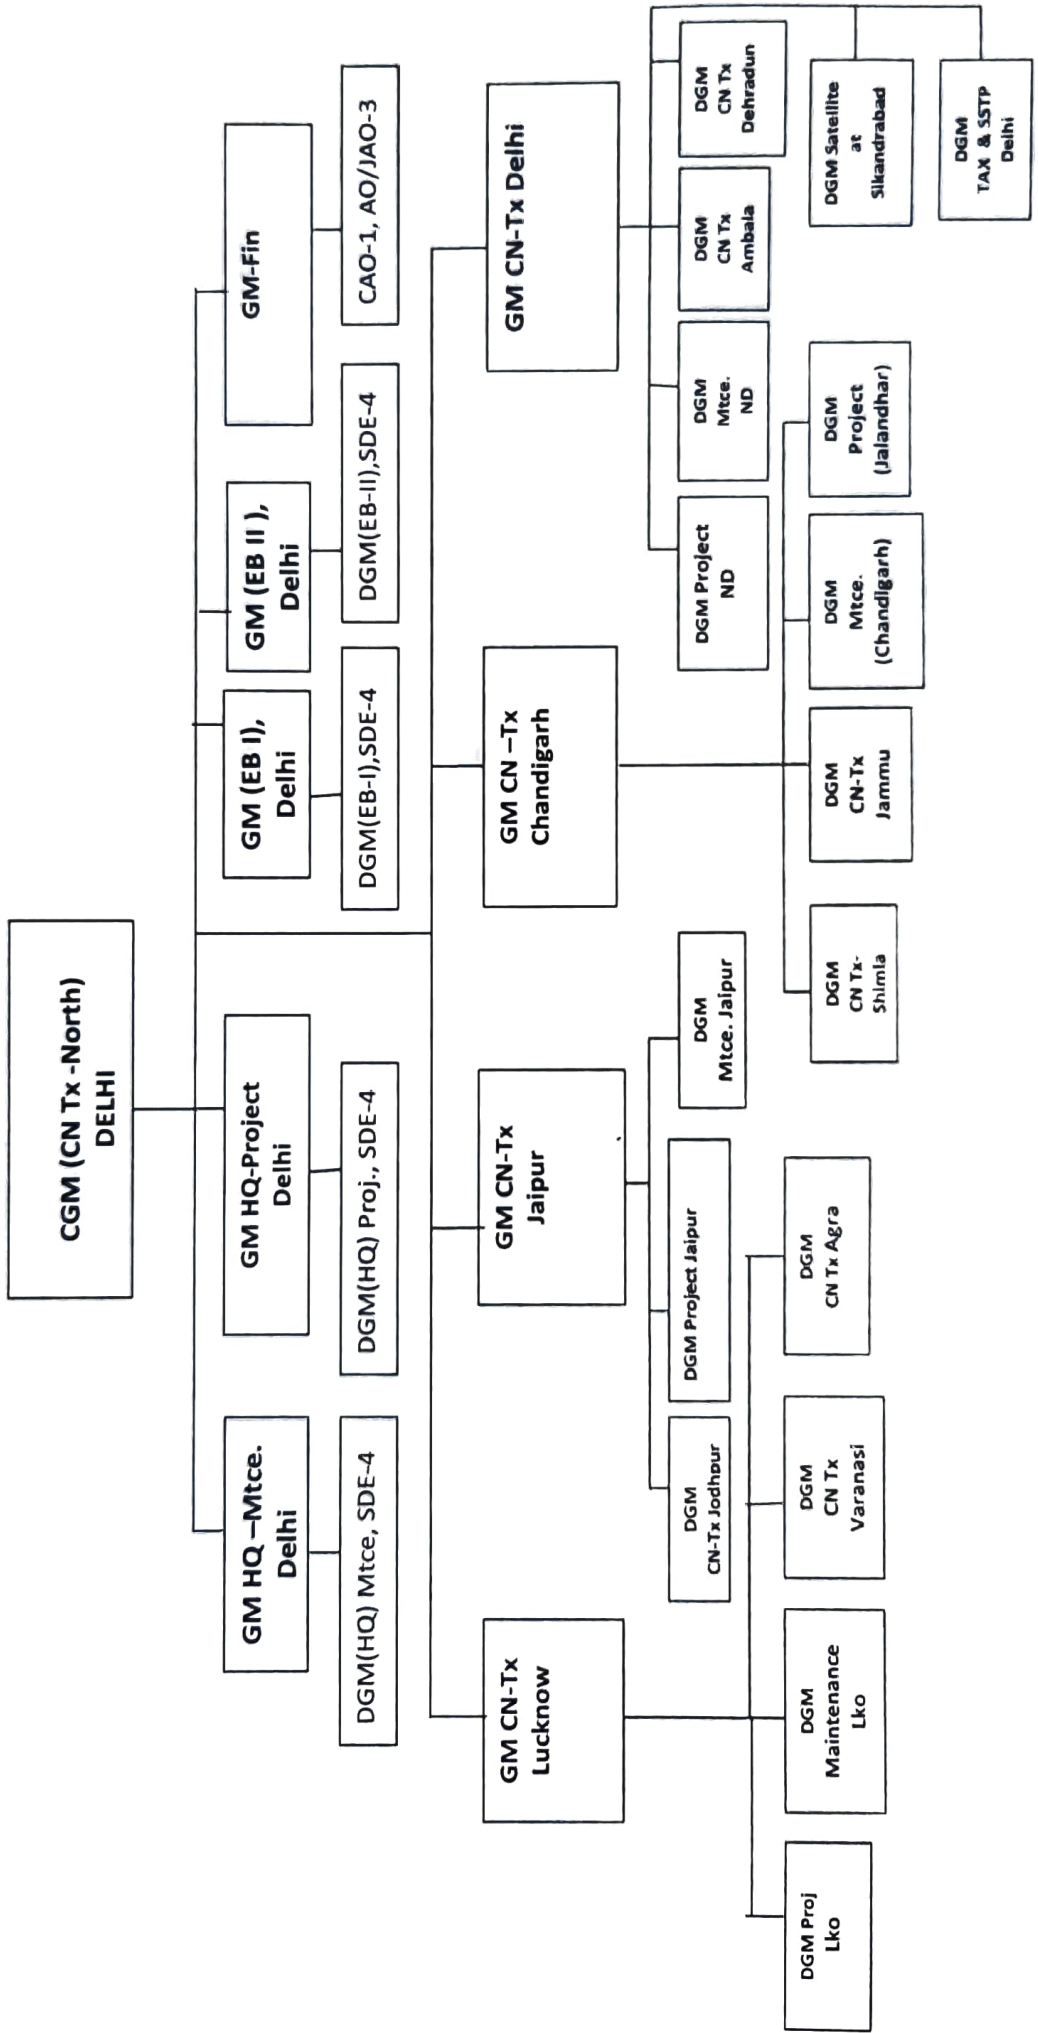 CGM (CN Tx -North)
DELHI
GM HQ –Mtce.
Delhi
GM HQ-Project
Delhi
GM (EB I),
Delhi
GM (EB II ),
Delhi
GM-Fin
DGM(HQ) Mtce, SDE-4
DGM(HQ) Proj., SDE-4
DGM(EB-I),SDE-4
DGM(EB-II),SDE-4
CAO-1, AO/JAO-3
GM CN-Tx
Lucknow
GM CN-Tx
Jaipur
GM CN –Tx
Chandigarh
GM CN-Tx Delhi
DGM
CN-Tx Jodhpur
DGM Project Jaipur
DGM
Mtce. Jaipur
DGM Project
ND
DGM
Mtce.
ND
DGM
CN Tx
Ambala
DGM
CN Tx
Dehradun
DGM Proj
Lko
DGM
Maintenance
Lko
DGM
CN Tx
Varanasi
DGM
CN Tx Agra
DGM
CN Tx-
Shimla
DGM
CN-Tx
Jammu
DGM
Mtce.
(Chandigarh)
DGM
Project
(Jalandhar)
DGM Satellite
at
Sikandrabad
DGM
TAX & SSTP
Delhi